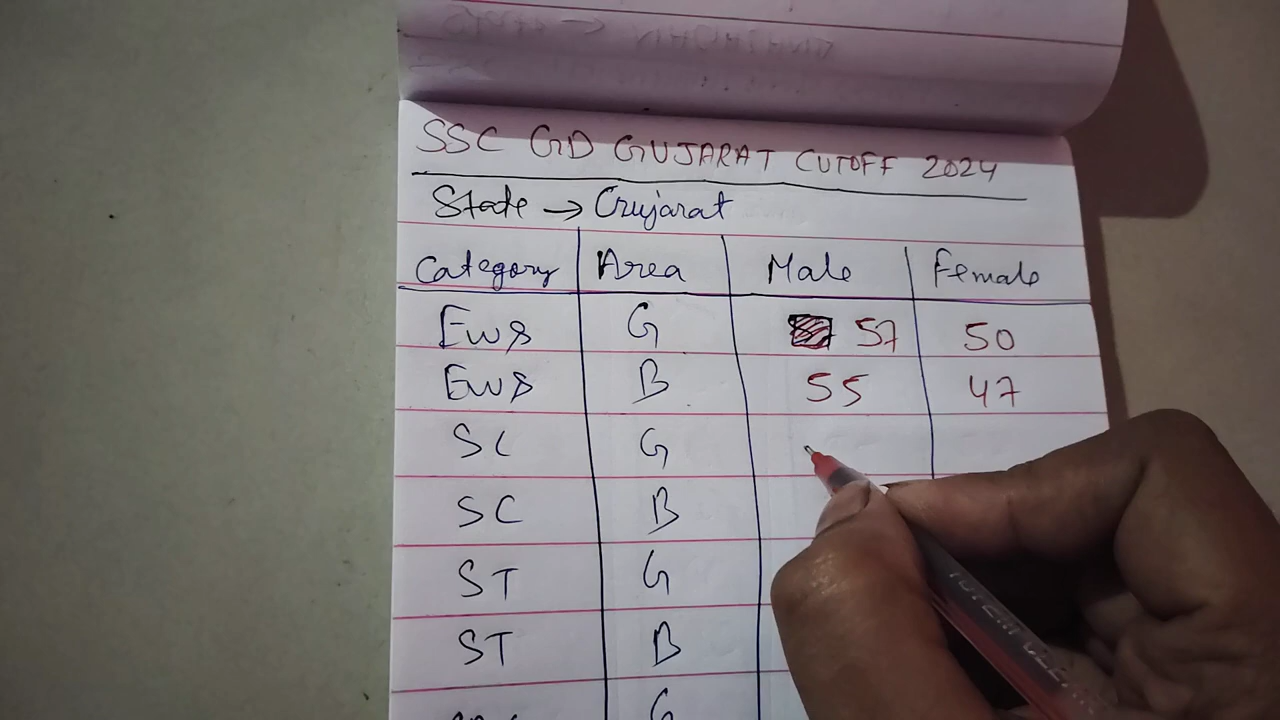 SSC GD GUJARAT CUTOFF 2024
State → Gujarat
Category Area Male Female
EWS G 57 50
EWS B 55 47
SC G
SC B
ST G
ST B
G